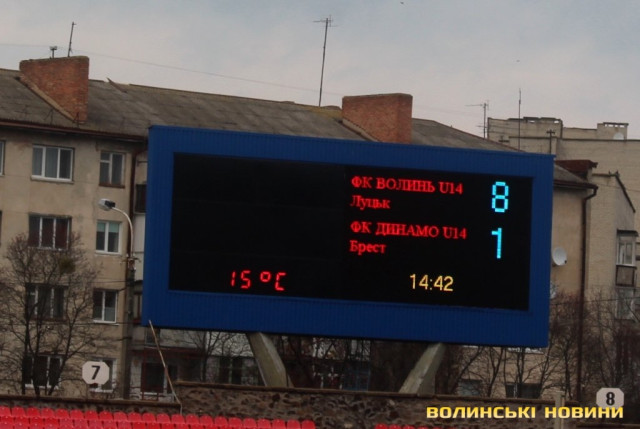 ФК ВОЛИНЬ U14 8
Луцьк
ФК ДИНАМО U14 1
Брест
15°C 14:42
7
8
ВОЛИНСЬКІ НОВИНИ